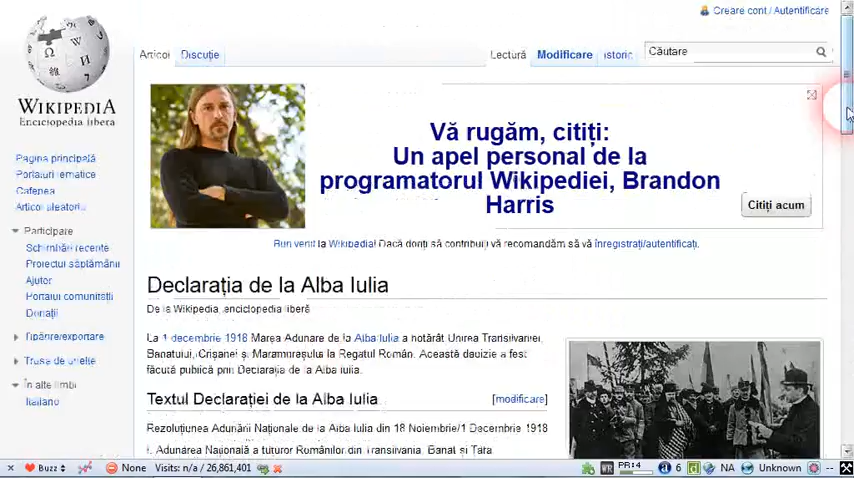 Creare cont / Autentificare
Articol Discuție Lectură Modificare Istoric Căutare
WIKIPEDIA
Enciclopedia liberă
Vă rugăm, citiți:
Un apel personal de la
programatorul Wikipediei, Brandon
Harris
Citiți acum
Pagina principală
Portaluri tematice
Cafenea
Articol aleatoriu
Participare
Schimbări recente
Proiectul săptămânii
Ajutor
Portalul comunității
Donații
Tipărire/exportare
Trusa de unelte
În alte limbi
Italiano
Bun venit la Wikipedia! Dacă doriți să contribuiți vă recomandăm să vă înregistrați/autentificați.
Declarația de la Alba Iulia
De la Wikipedia, enciclopedia liberă
La 1 decembrie 1918 Marea Adunare de la Alba Iulia a hotărât Unirea Transilvaniei,
Banatului, Crișanei și Maramureșului la Regatul Român. Această decizie a fost
făcută publică prin Declarația de la Alba Iulia.
Textul Declarației de la Alba Iulia [modificare]
Rezoluțiunea Adunării Naționale de la Alba Iulia din 18 Noiembrie/1 Decembrie 1918
I. Adunarea Națională a tuturor Românilor din Transilvania, Banat și Țara
Buzz None Visits: n/a / 26,861,401 WR PR: 4 a 6 d NA Unknown --